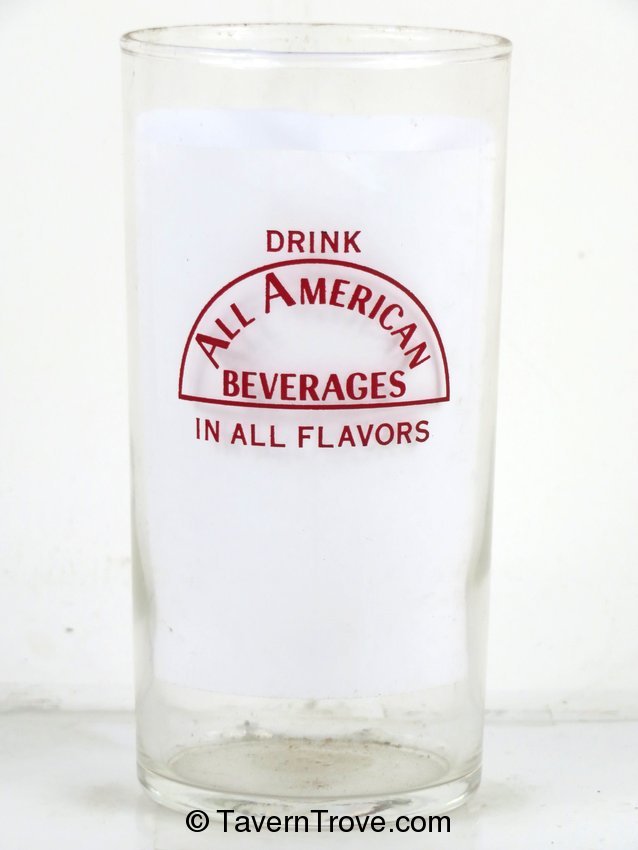 DRINK
ALL AMERICAN
BEVERAGES
IN ALL FLAVORS
© TavernTrove.com